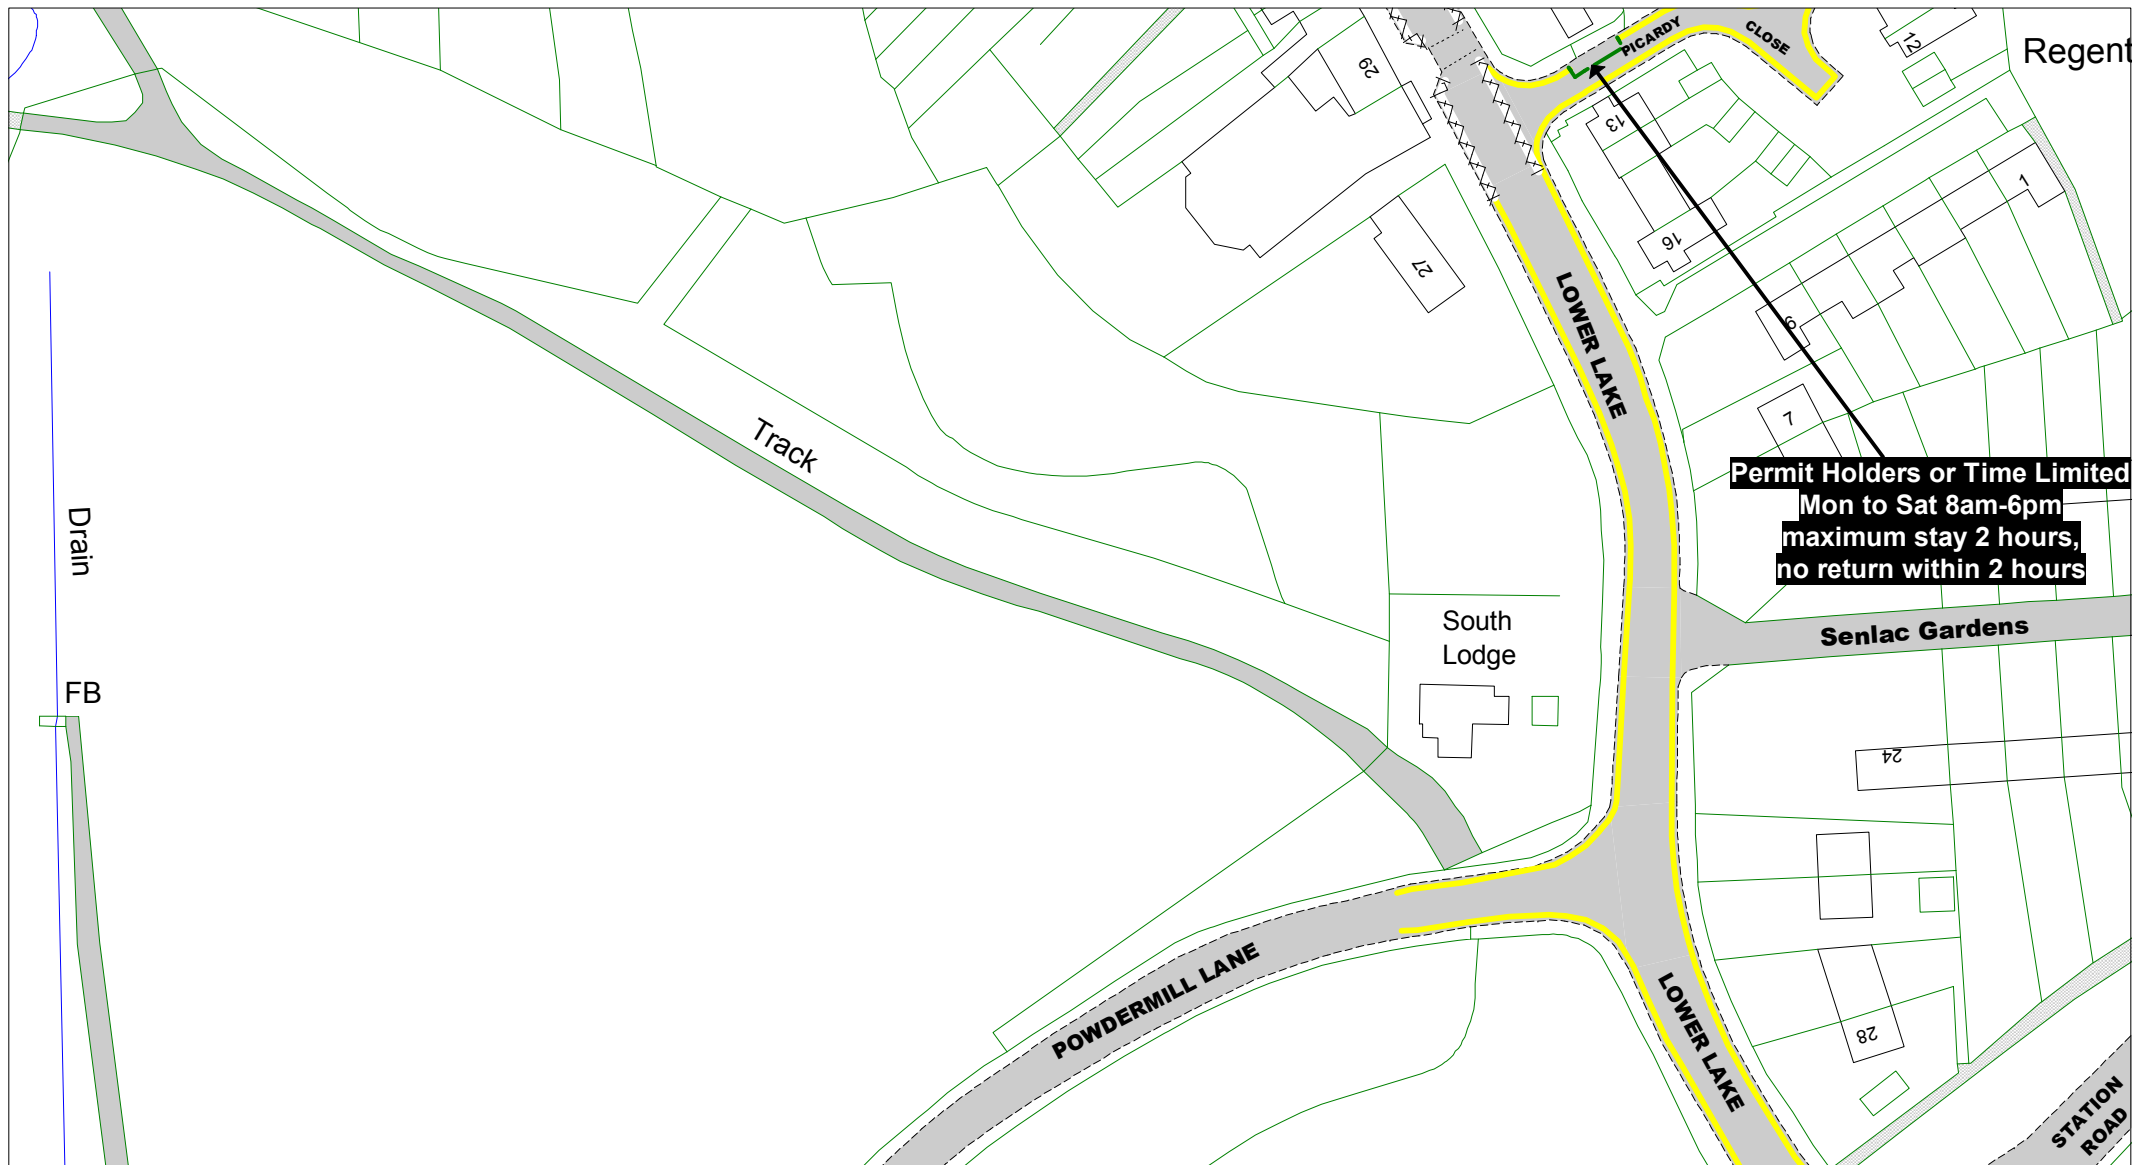 PICARDY
CLOSE
12
Regent
29
13
1
16
27
LOWER LAKE
9
7
Track
Permit Holders or Time Limited
Mon to Sat 8am-6pm
maximum stay 2 hours,
no return within 2 hours
Drain
South
Lodge
Senlac Gardens
FB
24
POWDERMILL LANE
LOWER LAKE
28
STATION
ROAD